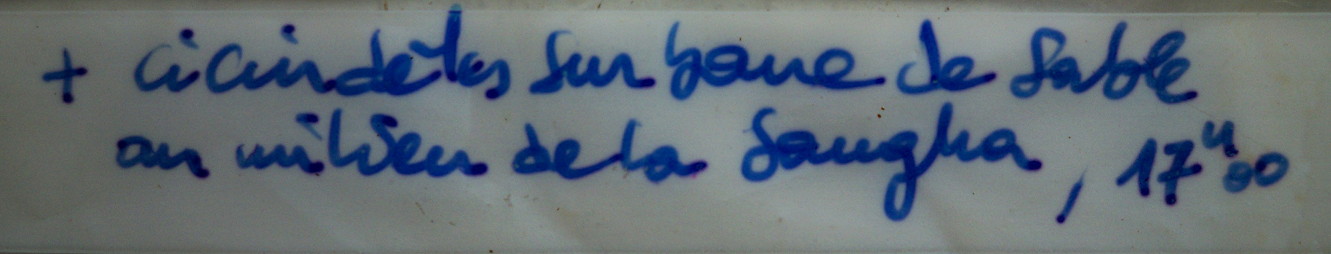 + cicindèles sur banc de sable
au milieu de la Sangha, 17H00